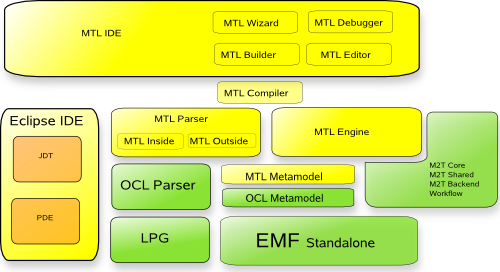 MTL IDE
MTL Wizard
MTL Debugger
MTL Builder
MTL Editor
MTL Compiler
Eclipse IDE
JDT
PDE
MTL Parser
MTL Inside
MTL Outside
MTL Engine
OCL Parser
MTL Metamodel
OCL Metamodel
M2T Core
M2T Shared
M2T Backend
Workflow
LPG
EMF Standalone